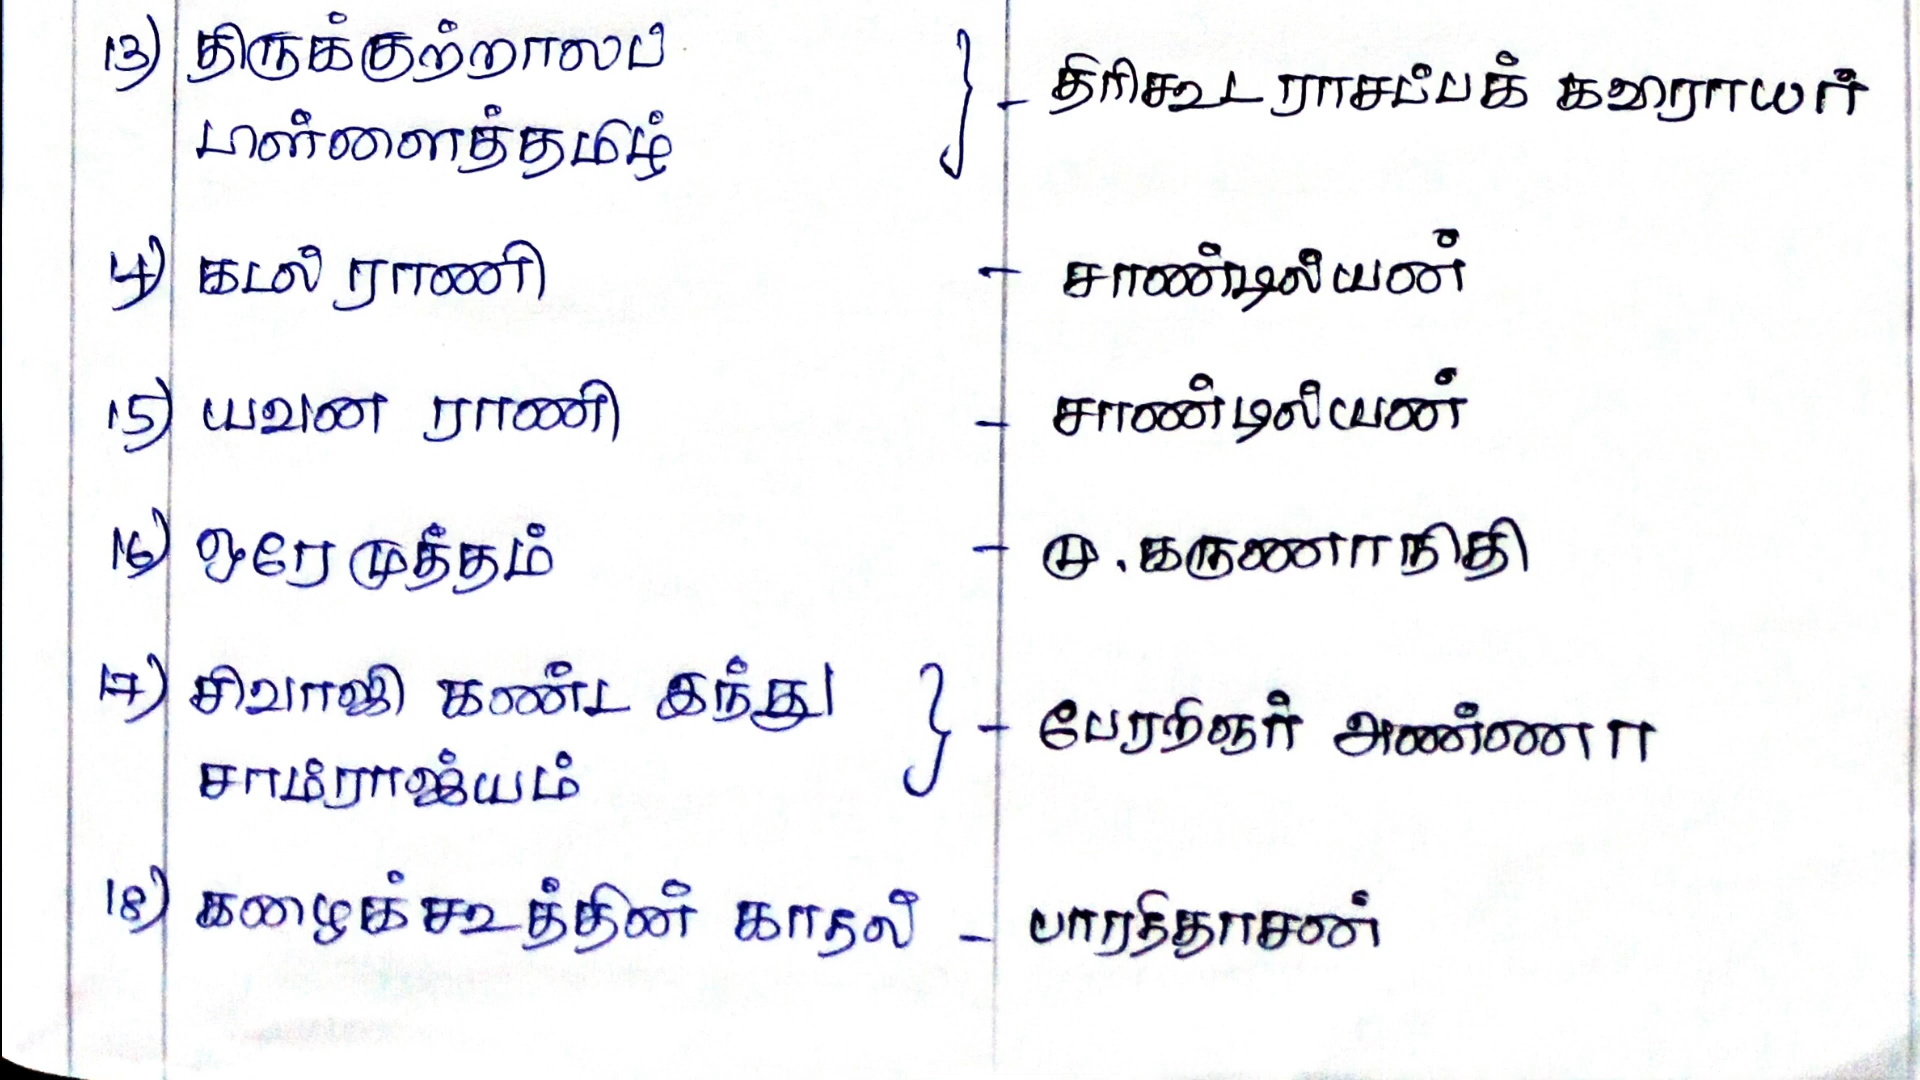 13) திருக்குற்றாலப் } - திரிகூட ராசப்பக் கவிராயர்
பிள்ளைத்தமிழ்
14) கடல் ராணி - சாண்டில்யன்
15) யவன ராணி - சாண்டில்யன்
16) ஒரே முத்தம் - மு.கருணாநிதி
17) சிவாஜி கண்ட இந்து } - பேரறிஞர் அண்ணா
சாம்ராஜ்யம்
18) கழைக்கூத்தின் காதல் - பாரதிதாசன்